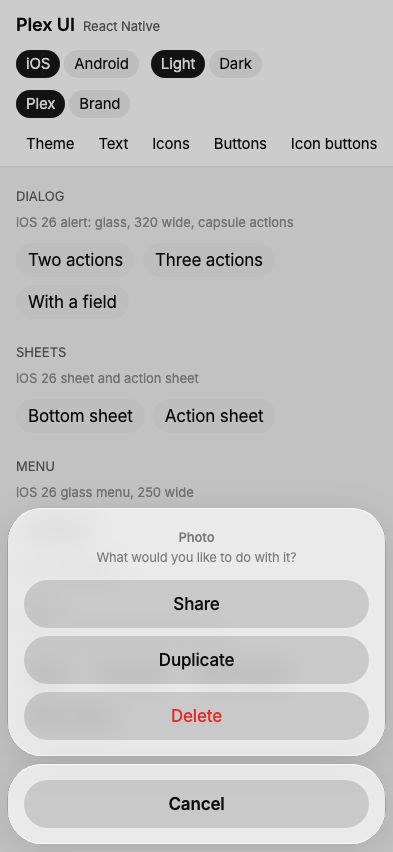 Plex UI React Native
iOS Android Light Dark
Plex Brand
Theme Text Icons Buttons Icon buttons
DIALOG
iOS 26 alert: glass, 320 wide, capsule actions
Two actions Three actions
With a field
SHEETS
iOS 26 sheet and action sheet
Bottom sheet Action sheet
MENU
iOS 26 glass menu, 250 wide
Photo
What would you like to do with it?
Share
Duplicate
Delete
Cancel